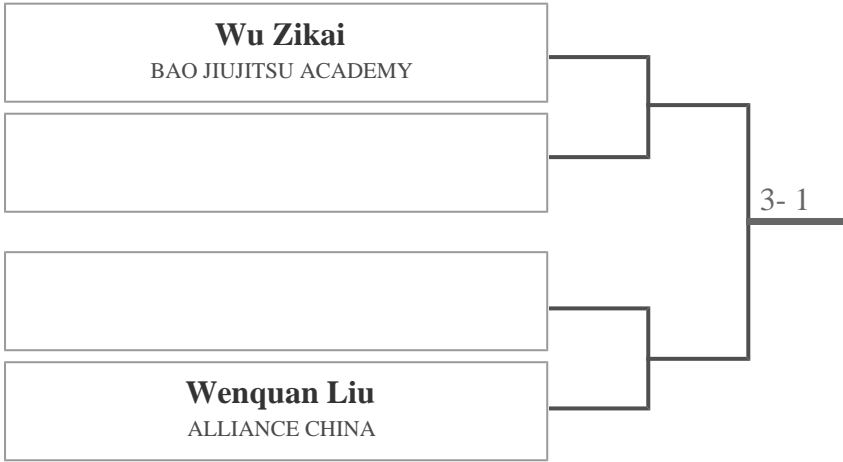 Wu Zikai
BAO JIUJITSU ACADEMY
3- 1
Wenquan Liu
ALLIANCE CHINA